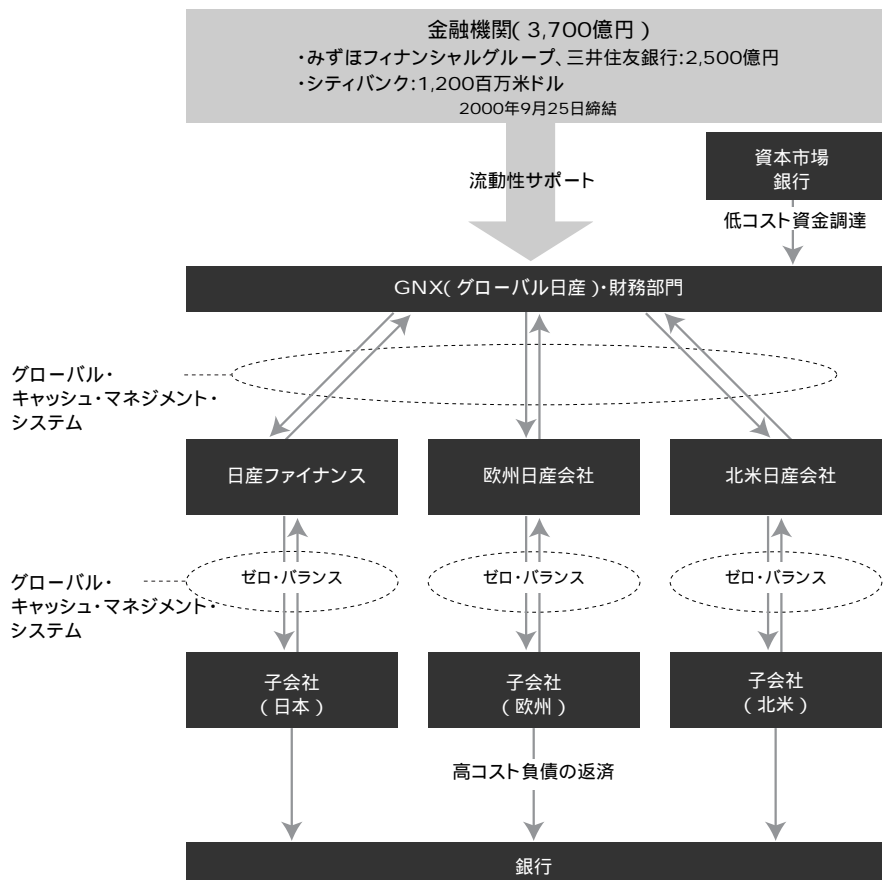 金融機関( 3,700億円 )
・みずほフィナンシャルグループ、三井住友銀行:2,500億円
・シティバンク:1,200百万米ドル
2000年9月25日締結
流動性サポート
資本市場
銀行
低コスト資金調達
GNX( グローバル日産 )・財務部門
グローバル・
キャッシュ・マネジメント・
システム
日産ファイナンス
欧州日産会社
北米日産会社
グローバル・
キャッシュ・マネジメント・
システム
ゼロ・バランス
ゼロ・バランス
ゼロ・バランス
子会社
( 日本 )
子会社
( 欧州 )
子会社
( 北米 )
高コスト負債の返済
銀行